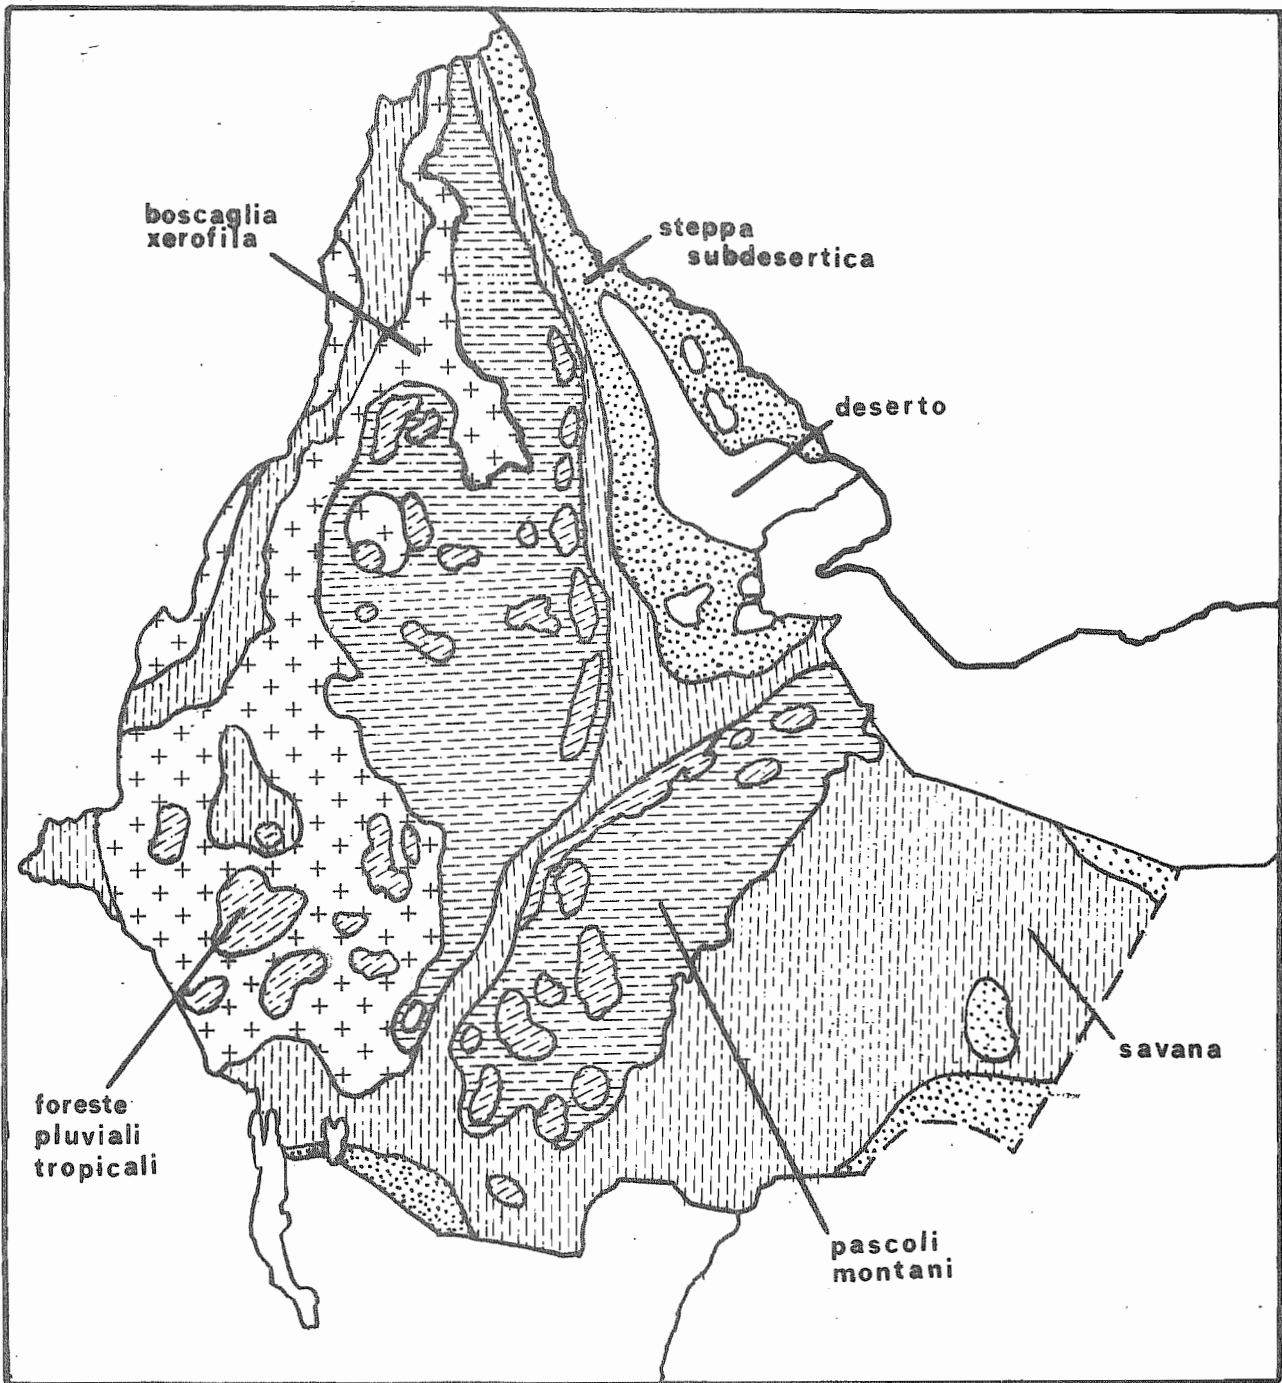 boscaglia
xerofila
steppa
subdesertica
deserto
savana
foreste
pluviali
tropicali
pascoli
montani